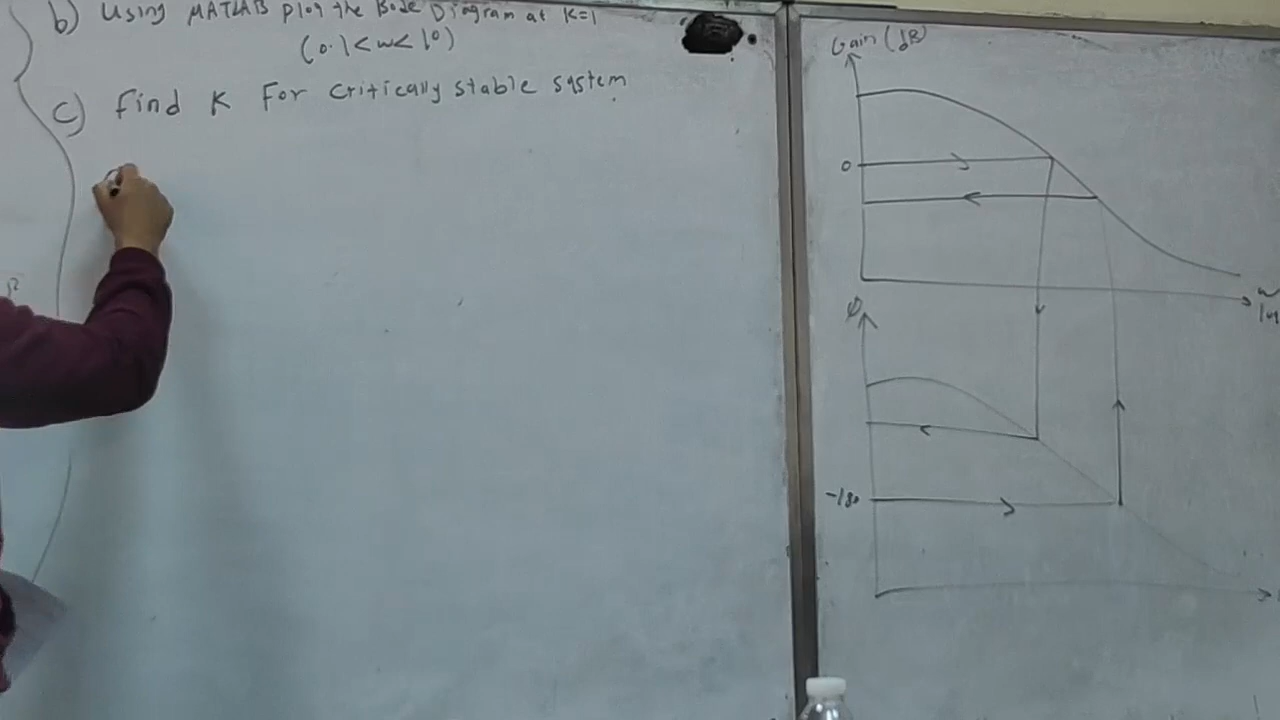 b) Using MATLAB plot the Bode Diagram at K=1
(0.1<w<10)
c) Find K For Critically stable system
Gain (dB)
0
w
φ
-180